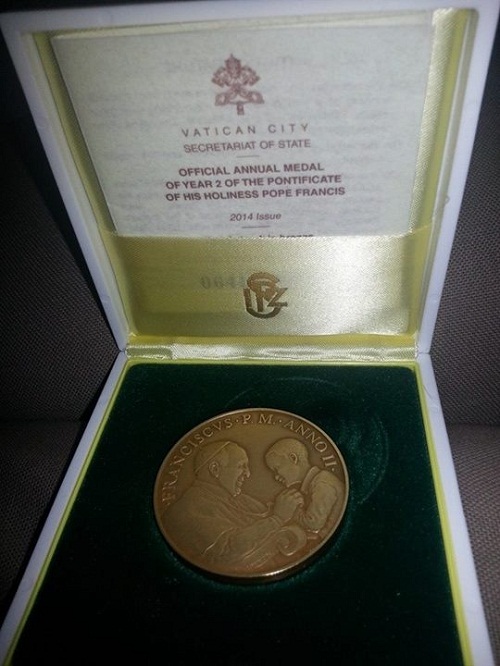 VATICAN CITY
SECRETARIAT OF STATE
OFFICIAL ANNUAL MEDAL
OF YEAR 2 OF THE PONTIFICATE
OF HIS HOLINESS POPE FRANCIS
2014 Issue
FRANCISCVS · P.M. · ANNO II ·